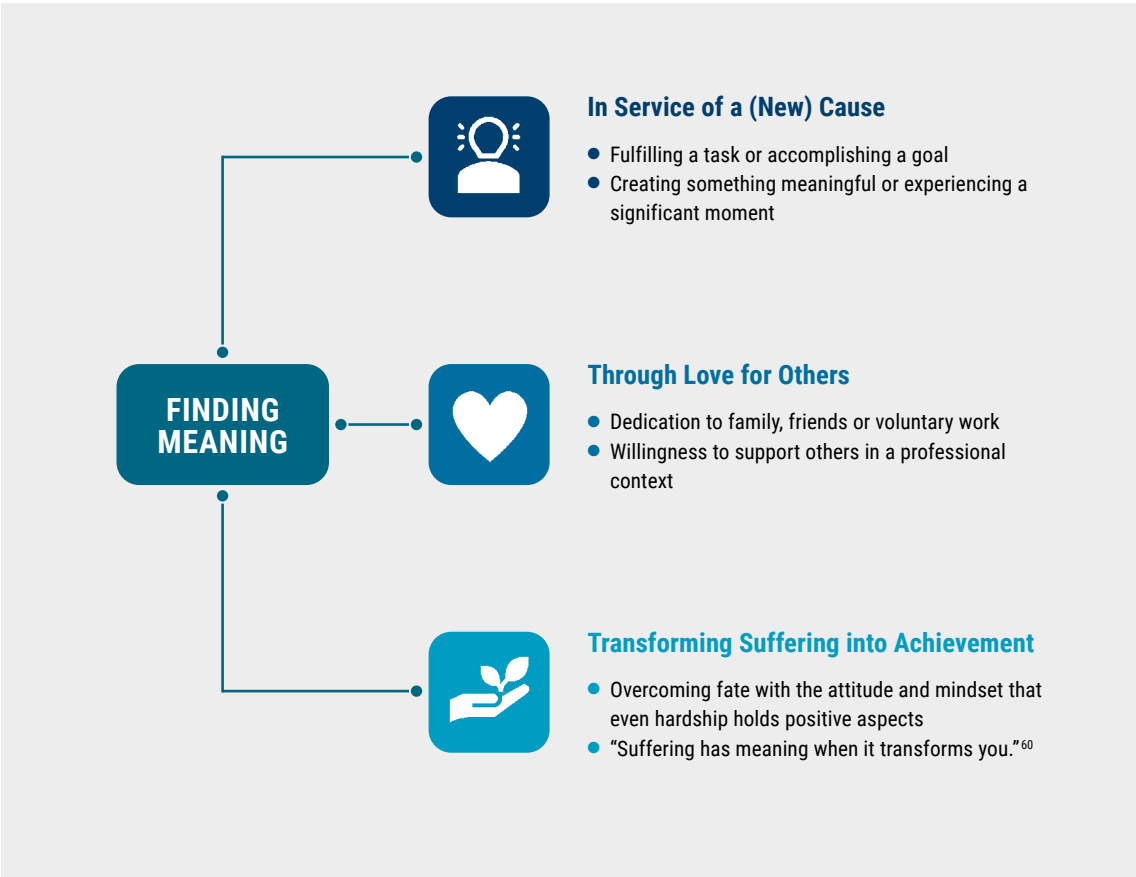 In Service of a (New) Cause
● Fulfilling a task or accomplishing a goal
● Creating something meaningful or experiencing a
significant moment
FINDING
MEANING
Through Love for Others
● Dedication to family, friends or voluntary work
● Willingness to support others in a professional
context
Transforming Suffering into Achievement
● Overcoming fate with the attitude and mindset that
even hardship holds positive aspects
● “Suffering has meaning when it transforms you.”⁶⁰